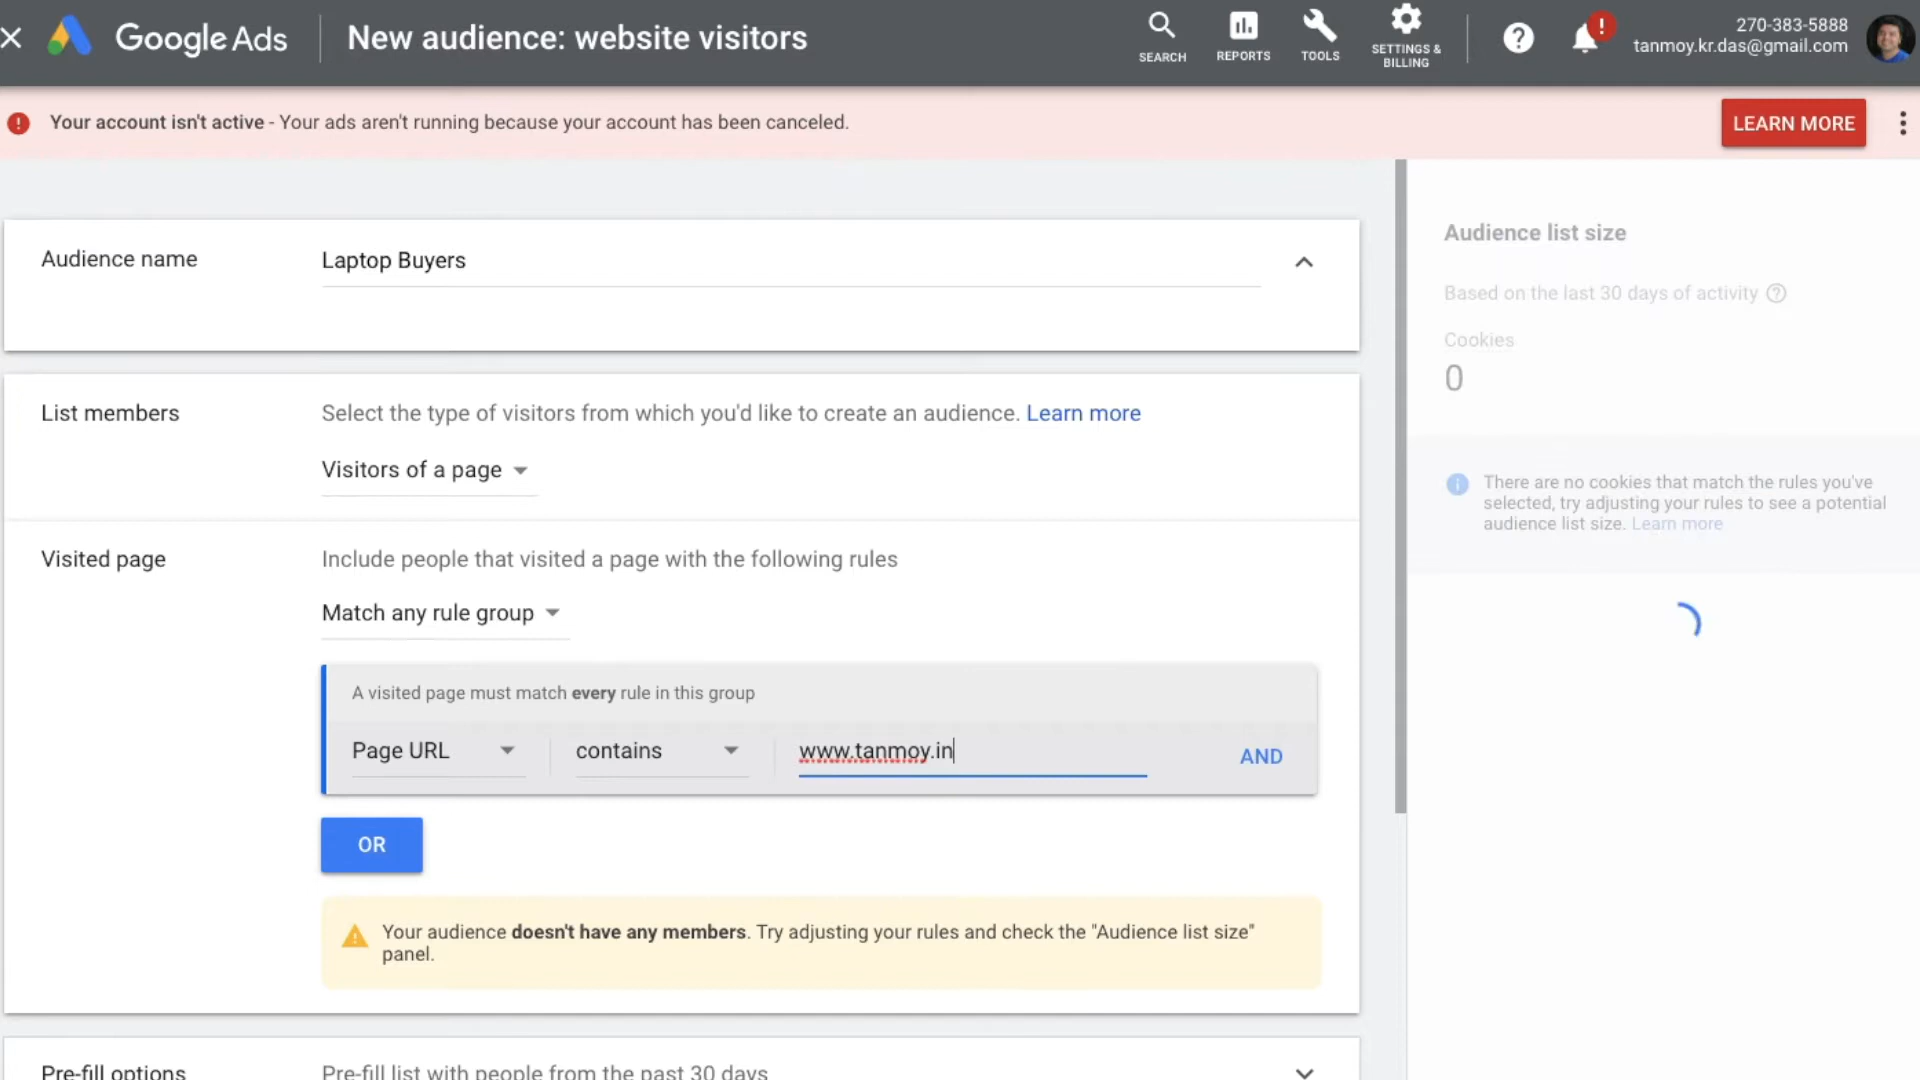 Google Ads
New audience: website visitors
SEARCH
REPORTS
TOOLS
SETTINGS &
BILLING
270-383-5888
tanmoy.kr.das@gmail.com
Your account isn't active - Your ads aren't running because your account has been canceled.
LEARN MORE
Audience name
Laptop Buyers
List members
Select the type of visitors from which you'd like to create an audience. Learn more
Visitors of a page
Visited page
Include people that visited a page with the following rules
Match any rule group
A visited page must match every rule in this group
Page URL
contains
www.tanmoy.in
AND
OR
Your audience doesn't have any members. Try adjusting your rules and check the "Audience list size"
panel.
Pre-fill options
Pre-fill list with people from the past 30 days
Audience list size
Based on the last 30 days of activity
Cookies
0
There are no cookies that match the rules you've
selected, try adjusting your rules to see a potential
audience list size. Learn more